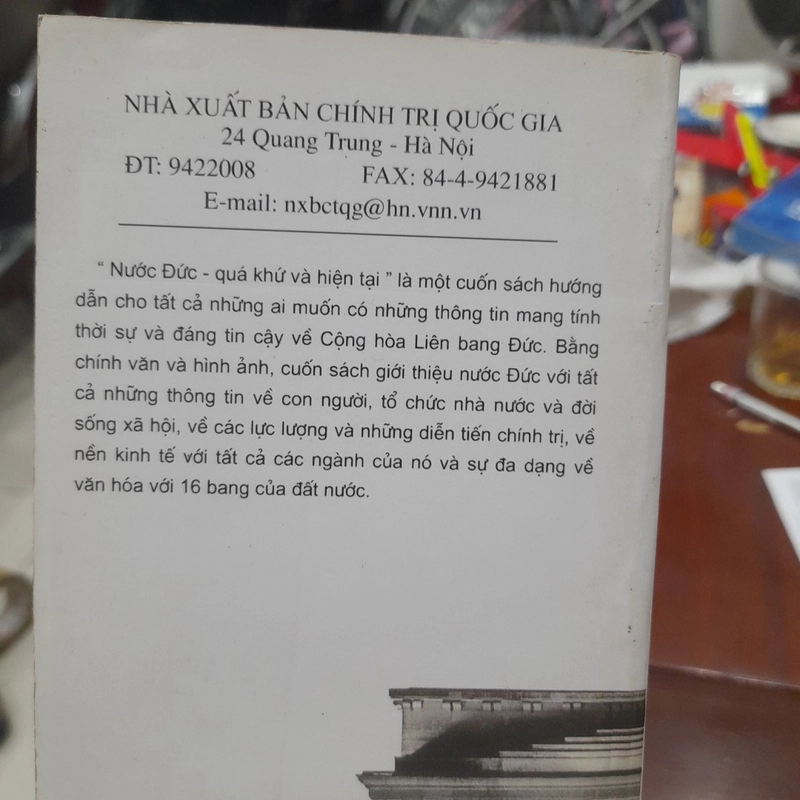 NHÀ XUẤT BẢN CHÍNH TRỊ QUỐC GIA
24 Quang Trung - Hà Nội
ĐT: 9422008 FAX: 84-4-9421881
E-mail: nxbctqg@hn.vnn.vn
“ Nước Đức - quá khứ và hiện tại ” là một cuốn sách hướng
dẫn cho tất cả những ai muốn có những thông tin mang tính
thời sự và đáng tin cậy về Cộng hòa Liên bang Đức. Bằng
chính văn và hình ảnh, cuốn sách giới thiệu nước Đức với tất
cả những thông tin về con người, tổ chức nhà nước và đời
sống xã hội, về các lực lượng và những diễn tiến chính trị, về
nền kinh tế với tất cả các ngành của nó và sự đa dạng về
văn hóa với 16 bang của đất nước.